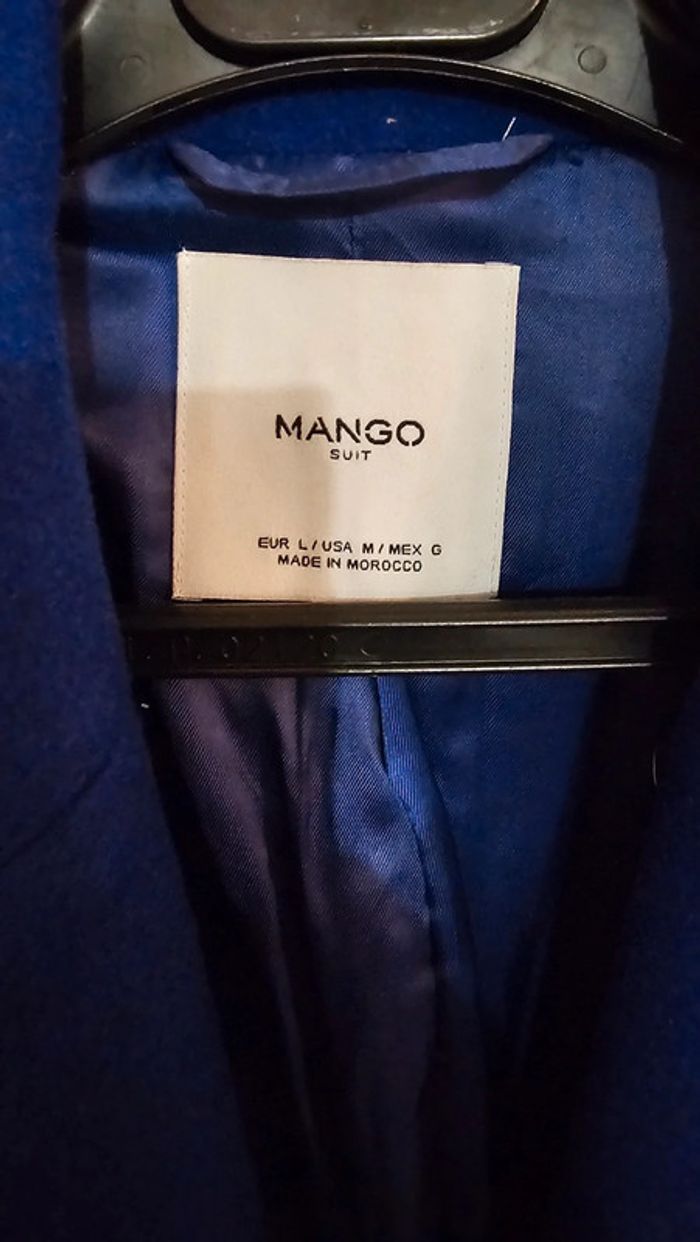 MANGO
SUIT
EUR L / USA M / MEX G
MADE IN MOROCCO